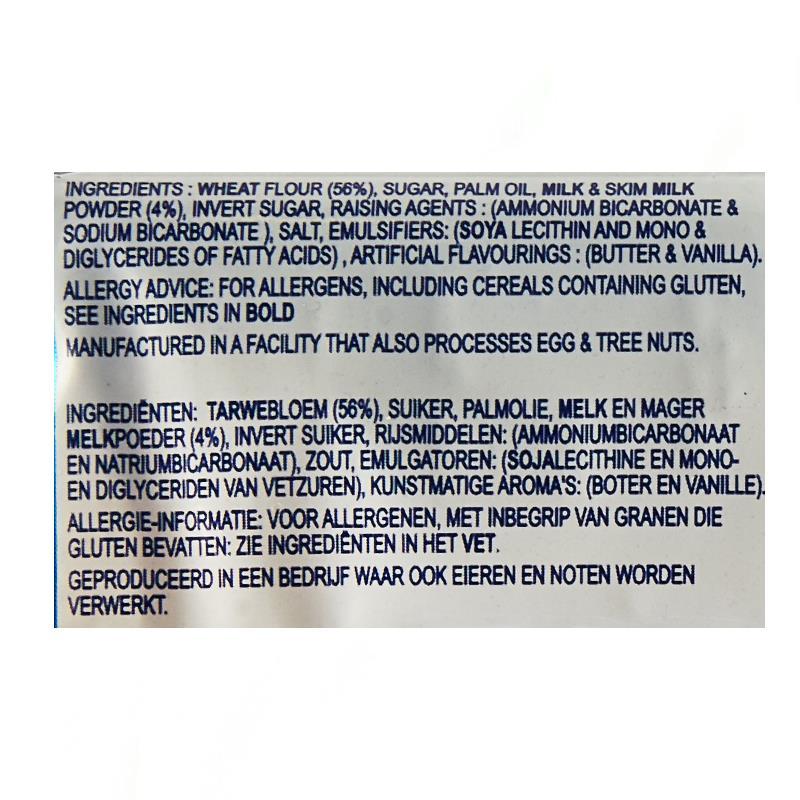 INGREDIENTS : WHEAT FLOUR (56%), SUGAR, PALM OIL, MILK & SKIM MILK
POWDER (4%), INVERT SUGAR, RAISING AGENTS : (AMMONIUM BICARBONATE &
SODIUM BICARBONATE ), SALT, EMULSIFIERS: (SOYA LECITHIN AND MONO &
DIGLYCERIDES OF FATTY ACIDS) , ARTIFICIAL FLAVOURINGS : (BUTTER & VANILLA).
ALLERGY ADVICE: FOR ALLERGENS, INCLUDING CEREALS CONTAINING GLUTEN,
SEE INGREDIENTS IN BOLD
MANUFACTURED IN A FACILITY THAT ALSO PROCESSES EGG & TREE NUTS.
INGREDIËNTEN: TARWEBLOEM (56%), SUIKER, PALMOLIE, MELK EN MAGER
MELKPOEDER (4%), INVERT SUIKER, RIJSMIDDELEN: (AMMONIUMBICARBONAAT
EN NATRIUMBICARBONAAT), ZOUT, EMULGATOREN: (SOJALECITHINE EN MONO-
EN DIGLYCERIDEN VAN VETZUREN), KUNSTMATIGE AROMA'S: (BOTER EN VANILLE).
ALLERGIE-INFORMATIE: VOOR ALLERGENEN, MET INBEGRIP VAN GRANEN DIE
GLUTEN BEVATTEN: ZIE INGREDIËNTEN IN HET VET.
GEPRODUCEERD IN EEN BEDRIJF WAAR OOK EIEREN EN NOTEN WORDEN
VERWERKT.